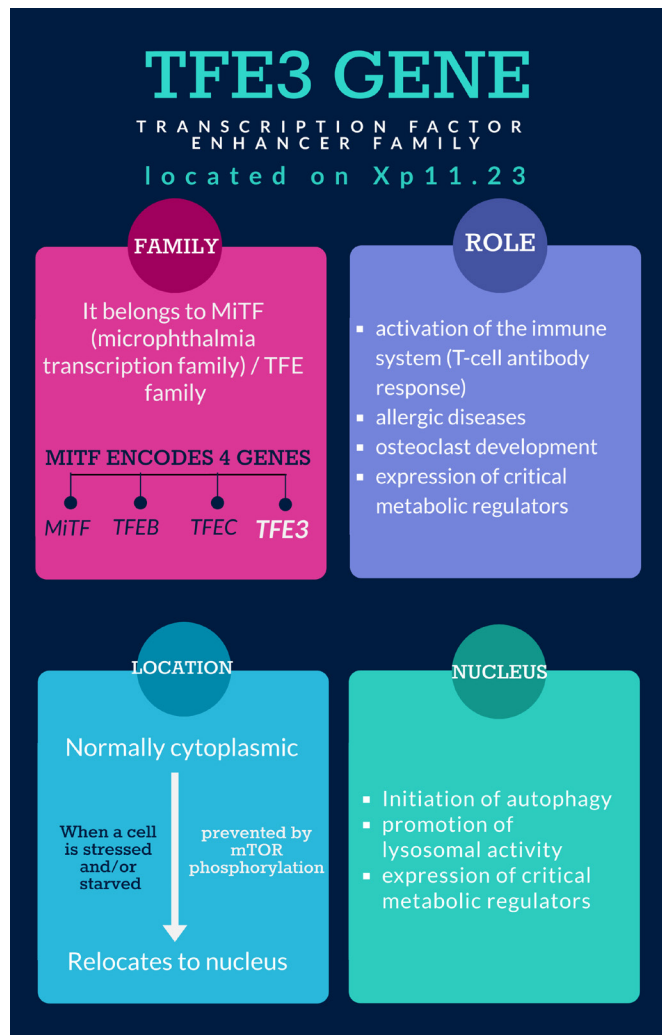 TFE3 GENE
TRANSCRIPTION FACTOR
ENHANCER FAMILY
located on Xp11.23
FAMILY
It belongs to MiTF
(microphthalmia
transcription family) / TFE
family
MITF ENCODES 4 GENES
MiTF TFEB TFEC TFE3
ROLE
▪ activation of the immune
system (T-cell antibody
response)
▪ allergic diseases
▪ osteoclast development
▪ expression of critical
metabolic regulators
LOCATION
Normally cytoplasmic
When a cell
is stressed
and/or
starved
prevented by
mTOR
phosphorylation
Relocates to nucleus
NUCLEUS
▪ Initiation of autophagy
▪ promotion of
lysosomal activity
▪ expression of critical
metabolic regulators